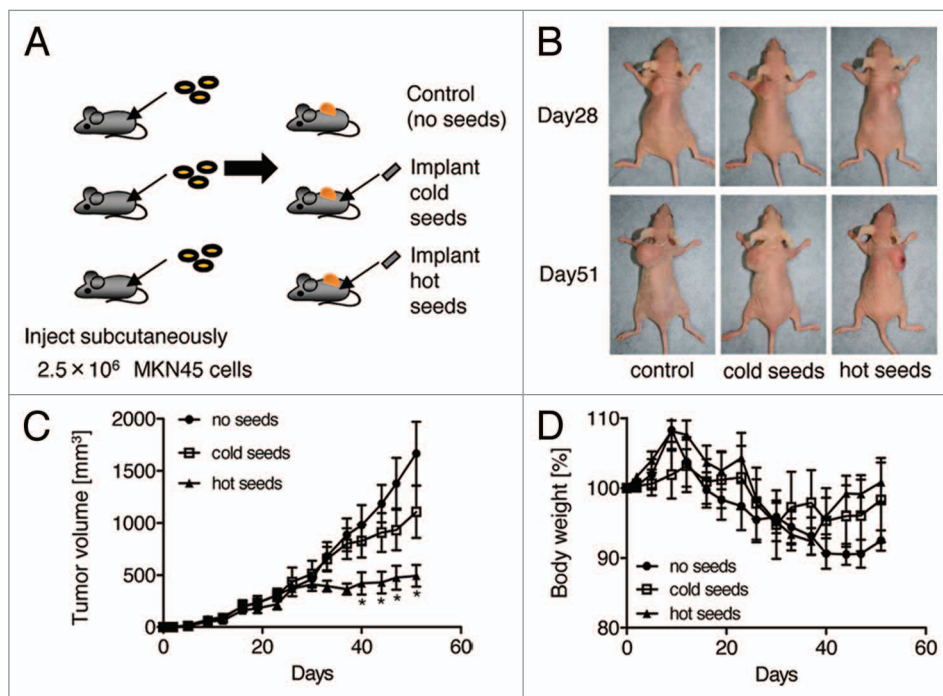 A
Control
(no seeds)
Implant
cold
seeds
Implant
hot
seeds
Inject subcutaneously
2.5 × 10⁶ MKN45 cells
B
Day28
Day51
control
cold seeds
hot seeds
C
Tumor volume [mm³]
2000
1500
1000
500
0
no seeds
cold seeds
hot seeds
* * * *
0
20
40
60
Days
D
Body weight [%]
110
100
90
80
no seeds
cold seeds
hot seeds
0
20
40
60
Days